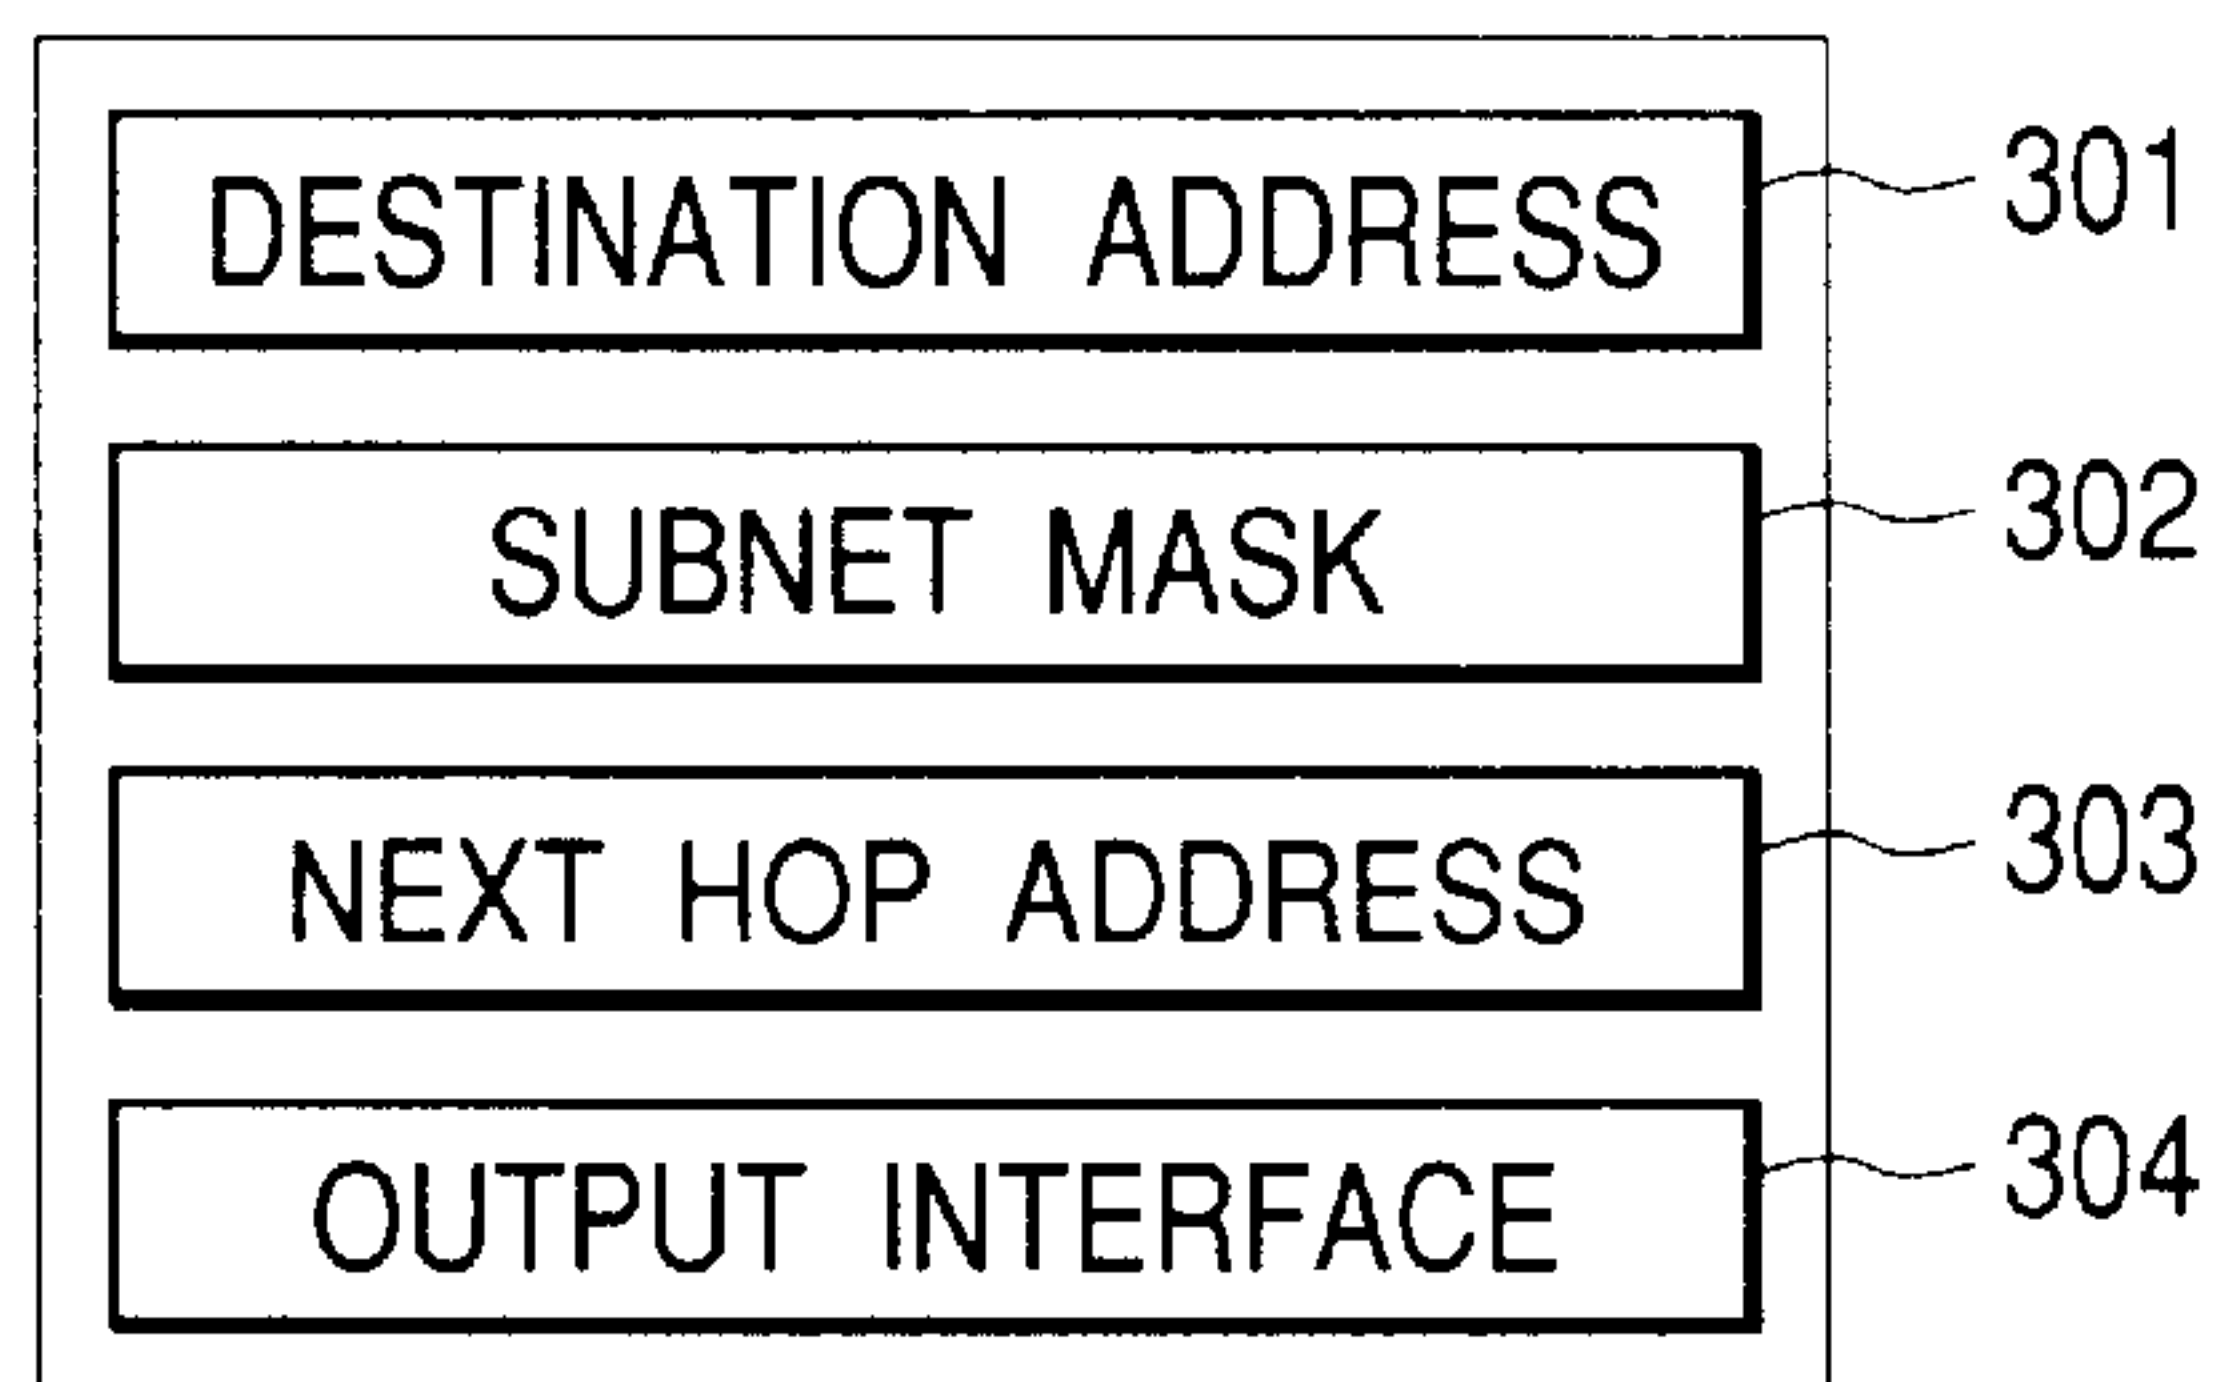 DESTINATION ADDRESS 301
SUBNET MASK 302
NEXT HOP ADDRESS 303
OUTPUT INTERFACE 304